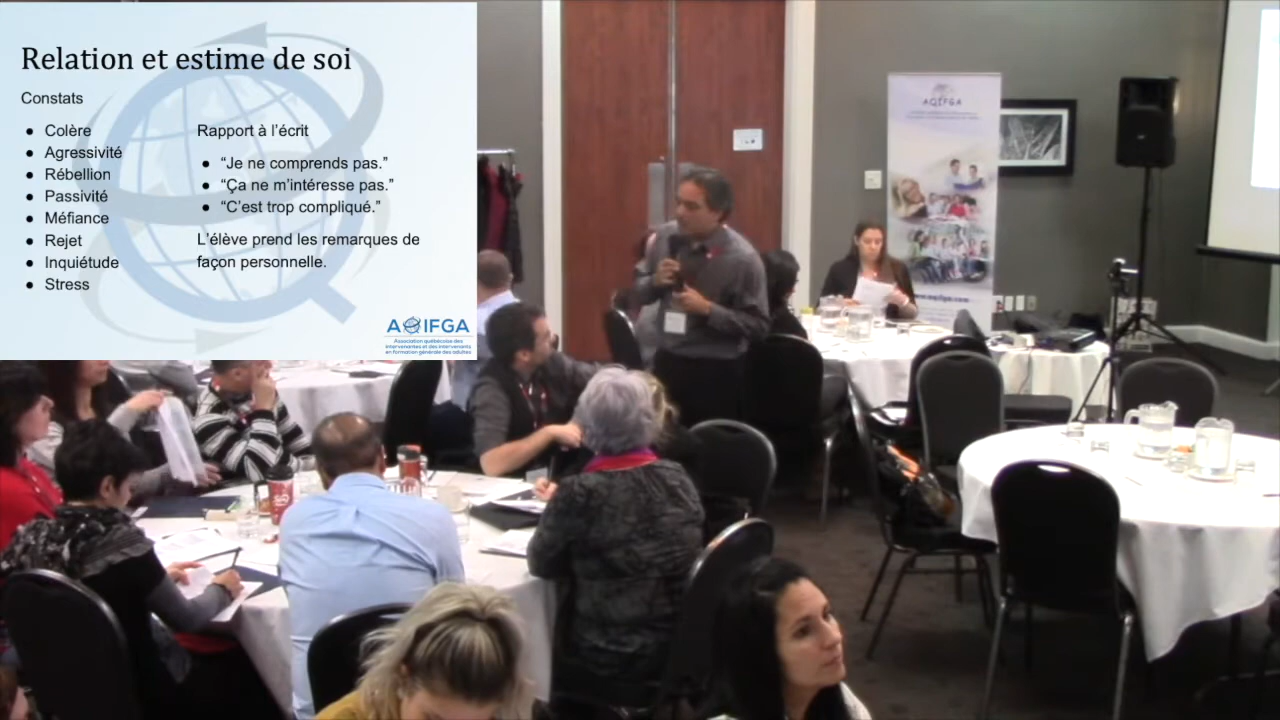 Relation et estime de soi
Constats
● Colère
● Agressivité
● Rébellion
● Passivité
● Méfiance
● Rejet
● Inquiétude
● Stress
Rapport à l'écrit
● “Je ne comprends pas.”
● “Ça ne m'intéresse pas.”
● “C'est trop compliqué.”
L'élève prend les remarques de
façon personnelle.
AQIFGA
Association québécoise des
intervenantes et des intervenants
en formation générale des adultes
AQIFGA